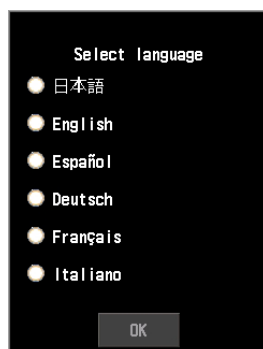 Select language
日本語
English
Español
Deutsch
Français
Italiano
OK